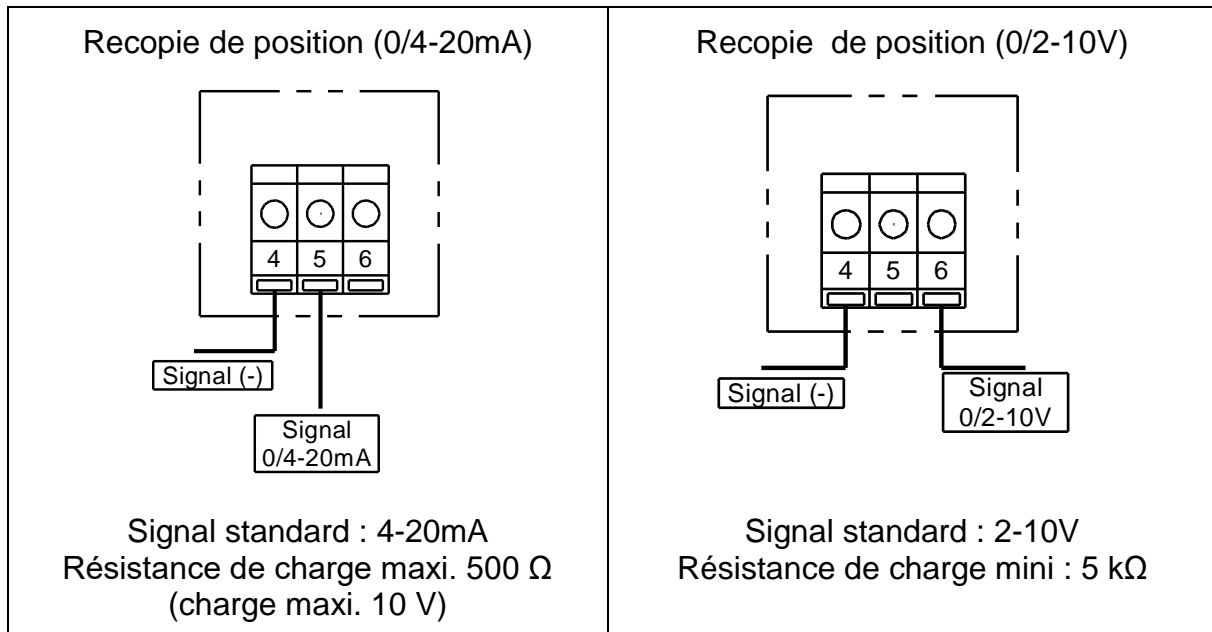 Recopie de position (0/4-20mA)
4 5 6
Signal (-)
Signal
0/4-20mA
Signal standard : 4-20mA
Résistance de charge maxi. 500 Ω
(charge maxi. 10 V)
Recopie de position (0/2-10V)
4 5 6
Signal (-)
Signal
0/2-10V
Signal standard : 2-10V
Résistance de charge mini : 5 kΩ